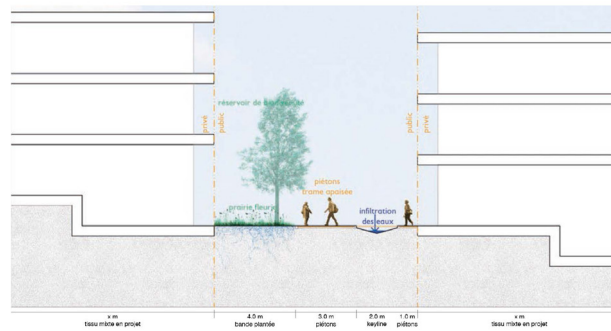 réservoir de biodiversité
privé
public
public
privé
piétons
trame apaisée
prairie fleurie
infiltration
des eaux
x m
4.0 m
3.0 m
2.0 m
1.0 m
x m
tissu mixte en projet
bande plantée
piétons
keyline
piétons
tissu mixte en projet